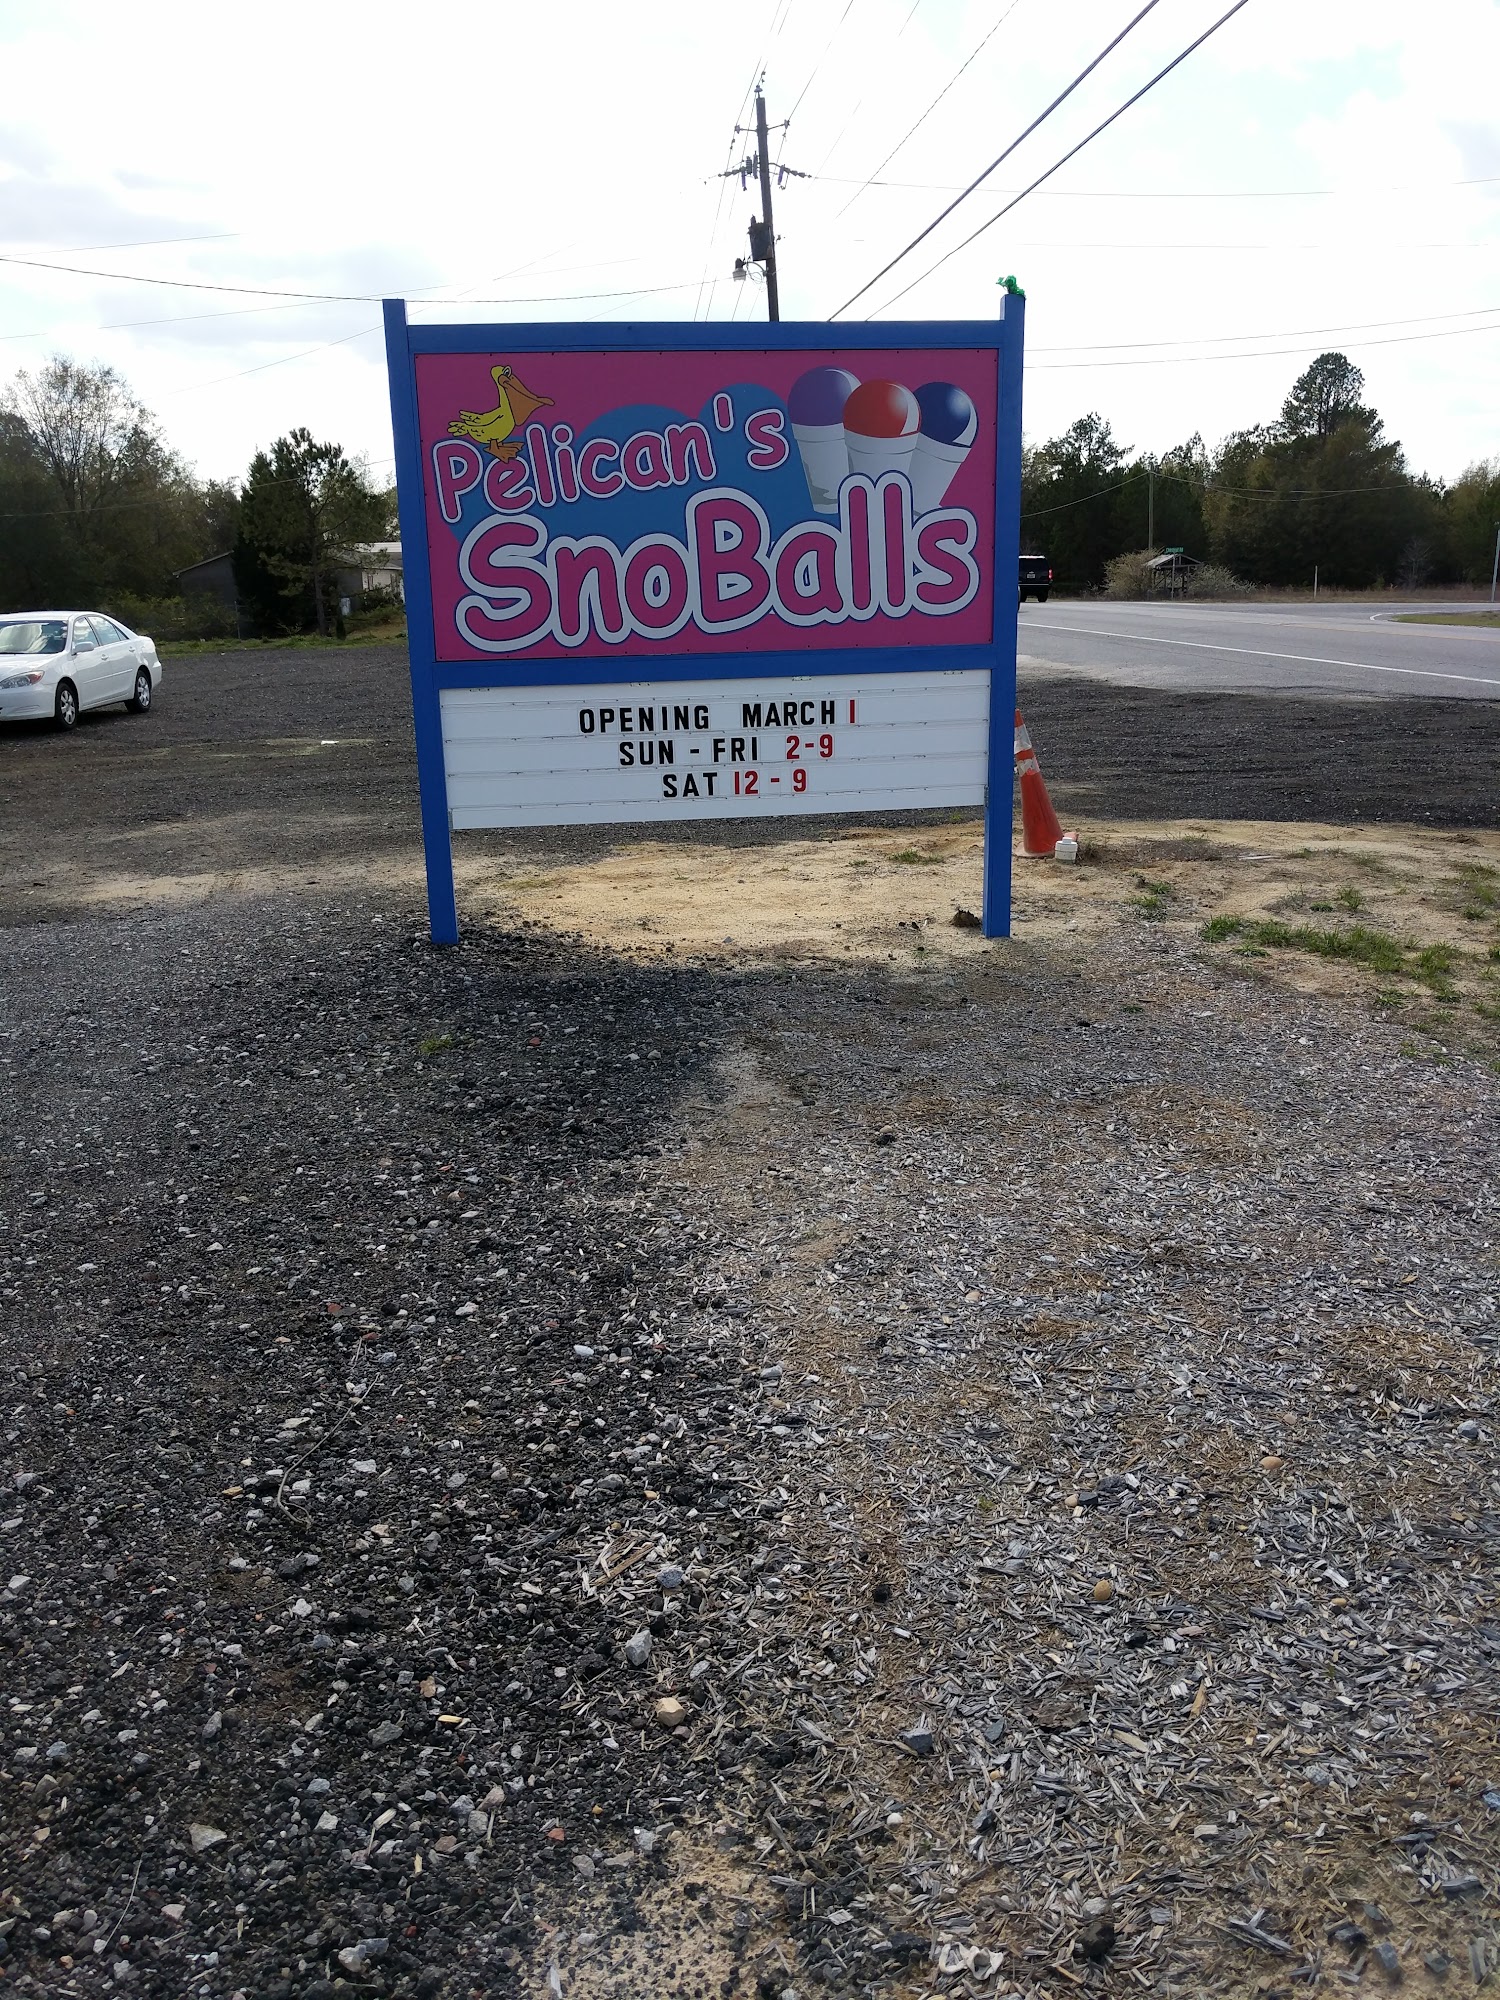 Pelican's
SnoBalls
OPENING MARCH 1
SUN - FRI 2-9
SAT 12 - 9